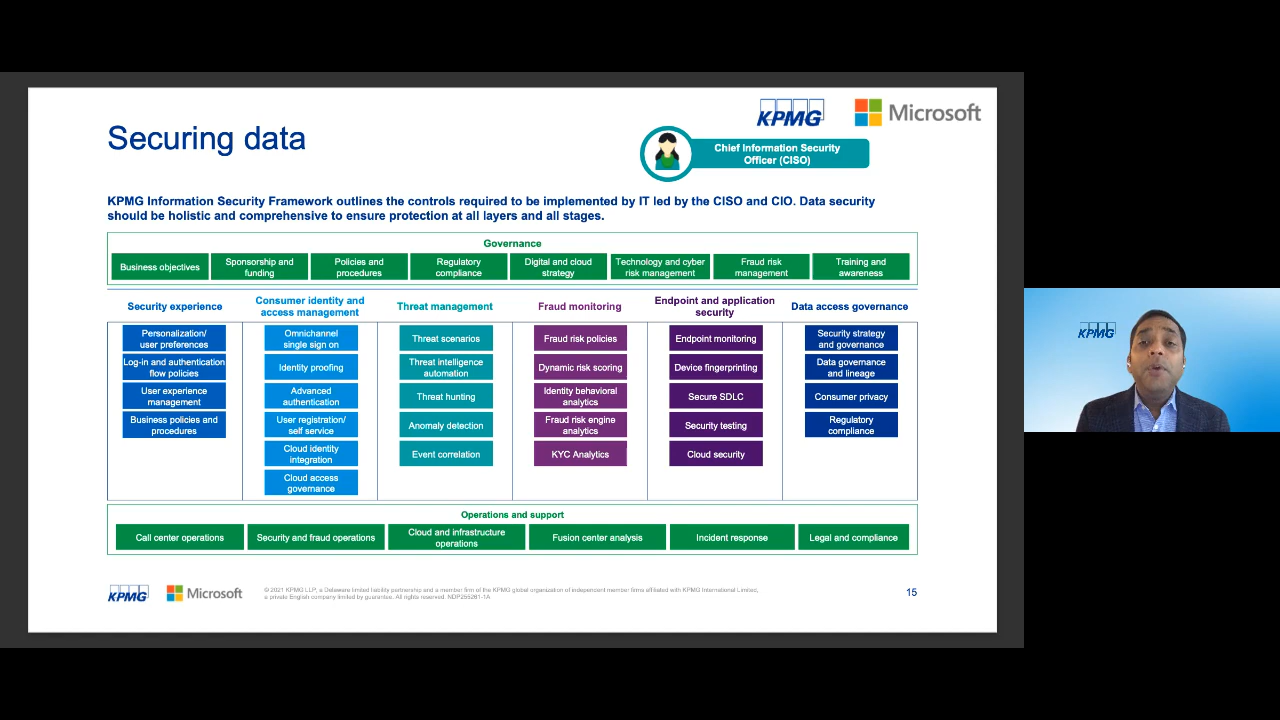 KPMG
Microsoft
Securing data
Chief Information Security
Officer (CISO)
KPMG Information Security Framework outlines the controls required to be implemented by IT led by the CISO and CIO. Data security
should be holistic and comprehensive to ensure protection at all layers and all stages.
Governance
Business objectives
Sponsorship and
funding
Policies and
procedures
Regulatory
compliance
Digital and cloud
strategy
Technology and cyber
risk management
Fraud risk
management
Training and
awareness
Security experience
Personalization/
user preferences
Log-in and authentication
flow policies
User experience
management
Business policies and
procedures
Consumer identity and
access management
Omnichannel
single sign on
Identity proofing
Advanced
authentication
User registration/
self service
Cloud identity
integration
Cloud access
governance
Threat management
Threat scenarios
Threat intelligence
automation
Threat hunting
Anomaly detection
Event correlation
Fraud monitoring
Fraud risk policies
Dynamic risk scoring
Identity behavioral
analytics
Fraud risk engine
analytics
KYC Analytics
Endpoint and application
security
Endpoint monitoring
Device fingerprinting
Secure SDLC
Security testing
Cloud security
Data access governance
Security strategy
and governance
Data governance
and lineage
Consumer privacy
Regulatory
compliance
Operations and support
Call center operations
Security and fraud operations
Cloud and infrastructure
operations
Fusion center analysis
Incident response
Legal and compliance
KPMG
Microsoft
© 2021 KPMG LLP, a Delaware limited liability partnership and a member firm of the KPMG global organization of independent member firms affiliated with KPMG International Limited,
a private English company limited by guarantee. All rights reserved. NDP255261-1A
15
KPMG